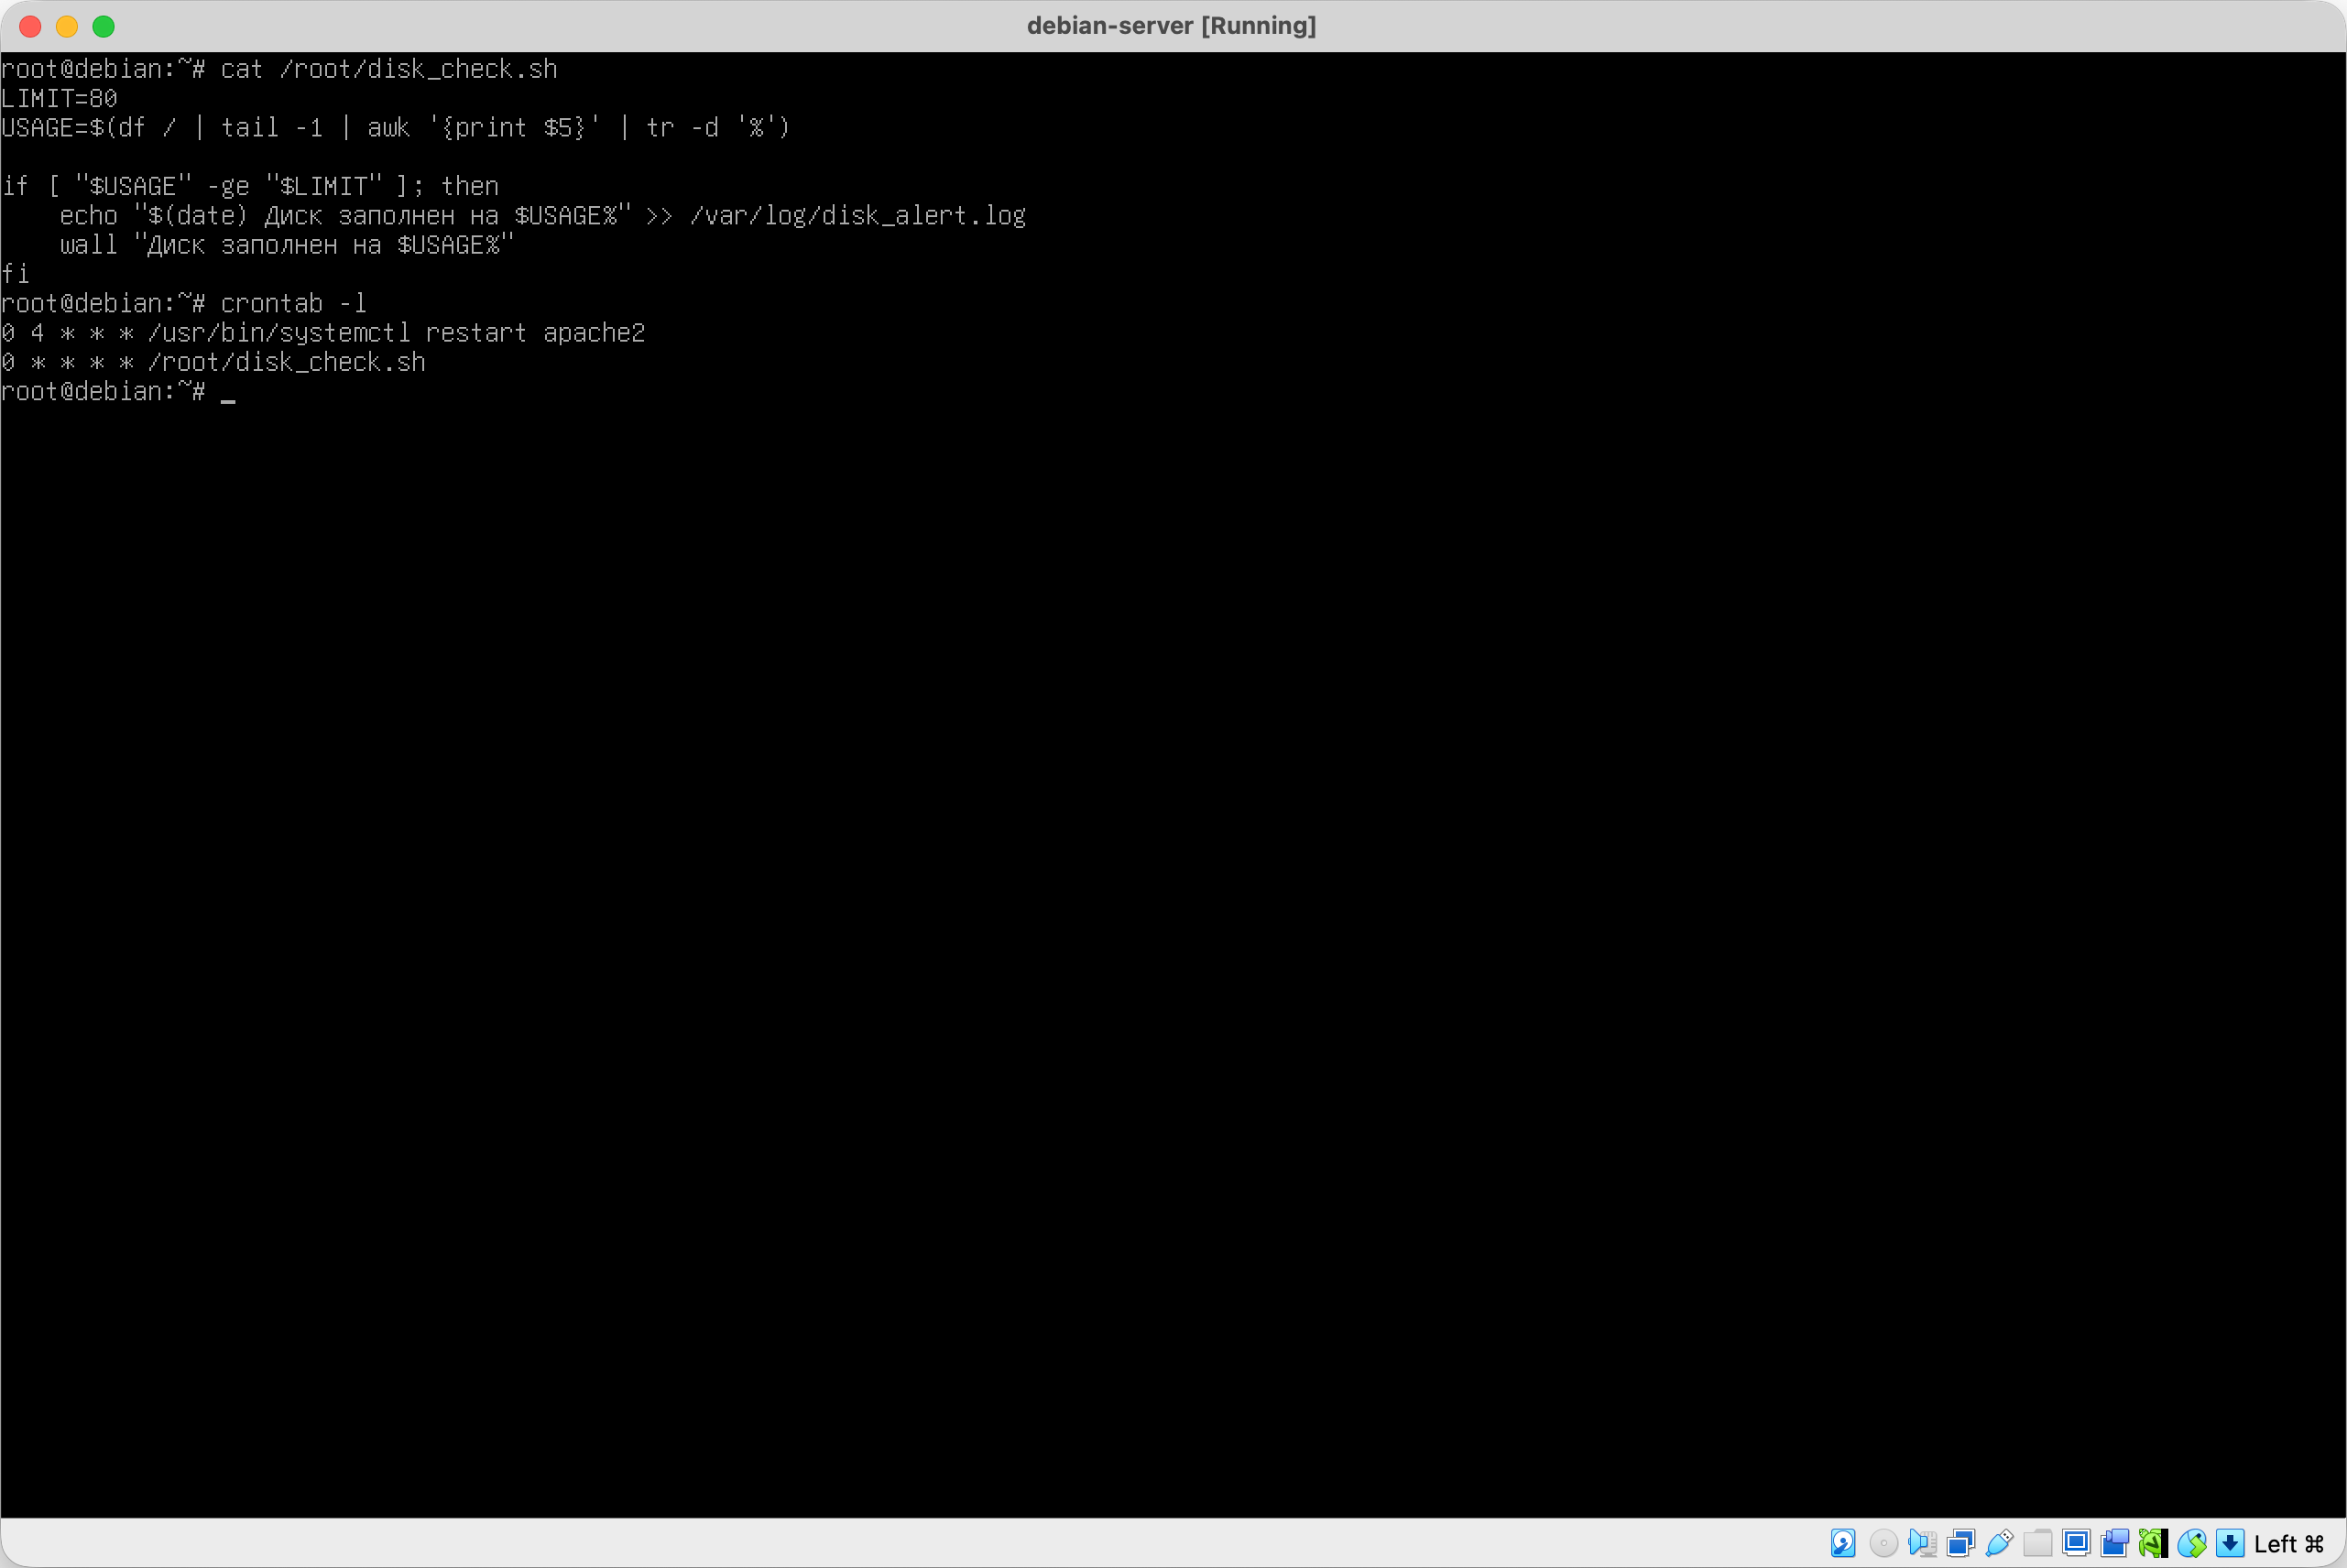 debian-server [Running]
root@debian:~# cat /root/disk_check.sh
LIMIT=80
USAGE=$(df / | tail -1 | awk '{print $5}' | tr -d '%')
if [ "$USAGE" -ge "$LIMIT" ]; then
    echo "$(date) Диск заполнен на $USAGE%" >> /var/log/disk_alert.log
    wall "Диск заполнен на $USAGE%"
fi
root@debian:~# crontab -l
0 4 * * * /usr/bin/systemctl restart apache2
0 * * * * /root/disk_check.sh
root@debian:~# _
Left ⌘